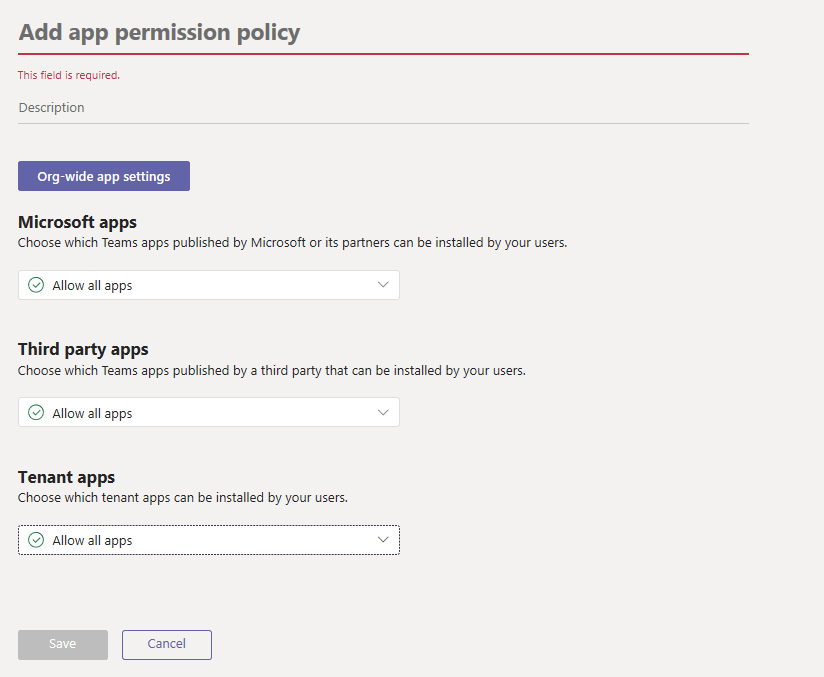 Add app permission policy
This field is required.
Description
Org-wide app settings
Microsoft apps
Choose which Teams apps published by Microsoft or its partners can be installed by your users.
Allow all apps
Third party apps
Choose which Teams apps published by a third party that can be installed by your users.
Allow all apps
Tenant apps
Choose which tenant apps can be installed by your users.
Allow all apps
Save Cancel